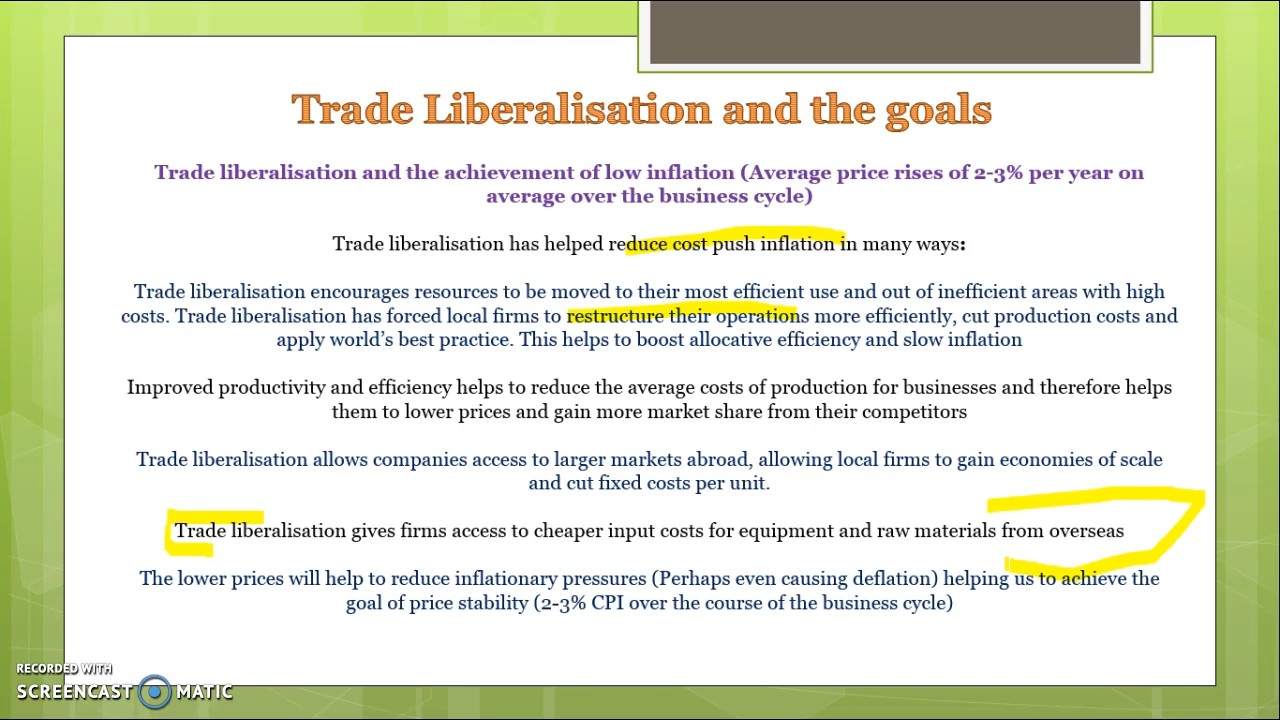 Trade Liberalisation and the goals
Trade liberalisation and the achievement of low inflation (Average price rises of 2-3% per year on
average over the business cycle)
Trade liberalisation has helped reduce cost push inflation in many ways:
Trade liberalisation encourages resources to be moved to their most efficient use and out of inefficient areas with high
costs. Trade liberalisation has forced local firms to restructure their operations more efficiently, cut production costs and
apply world’s best practice. This helps to boost allocative efficiency and slow inflation
Improved productivity and efficiency helps to reduce the average costs of production for businesses and therefore helps
them to lower prices and gain more market share from their competitors
Trade liberalisation allows companies access to larger markets abroad, allowing local firms to gain economies of scale
and cut fixed costs per unit.
Trade liberalisation gives firms access to cheaper input costs for equipment and raw materials from overseas
The lower prices will help to reduce inflationary pressures (Perhaps even causing deflation) helping us to achieve the
goal of price stability (2-3% CPI over the course of the business cycle)
RECORDED WITH
SCREENCAST MATIC